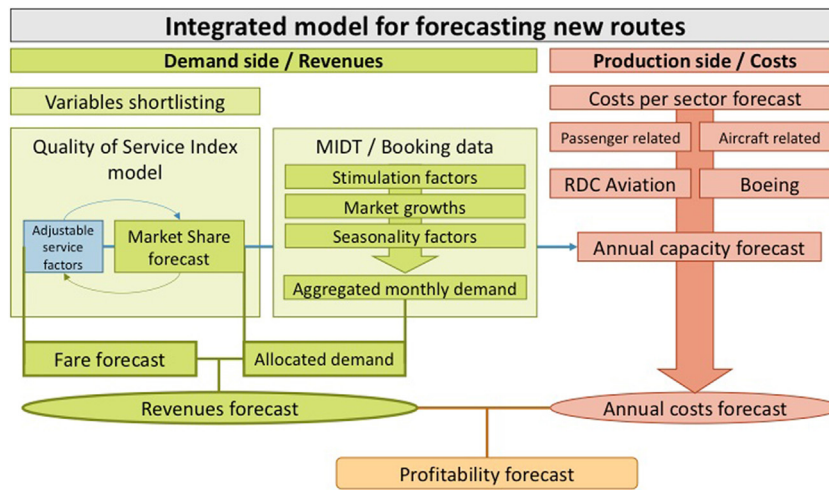 Integrated model for forecasting new routes
Demand side / Revenues
Production side / Costs
Variables shortlisting
Costs per sector forecast
Quality of Service Index
model
MIDT / Booking data
Passenger related
Aircraft related
Stimulation factors
RDC Aviation
Boeing
Market growths
Adjustable
service
factors
Market Share
forecast
Seasonality factors
Annual capacity forecast
Aggregated monthly demand
Fare forecast
Allocated demand
Revenues forecast
Annual costs forecast
Profitability forecast